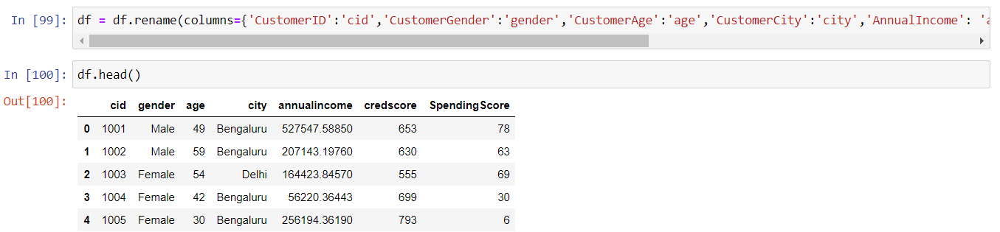 In [99]: df = df.rename(columns={'CustomerID':'cid','CustomerGender':'gender','CustomerAge':'age','CustomerCity':'city','AnnualIncome': 'a
In [100]: df.head()
Out[100]:
cid gender age city annualincome credscore SpendingScore
0 1001 Male 49 Bengaluru 527547.58850 653 78
1 1002 Male 59 Bengaluru 207143.19760 630 63
2 1003 Female 54 Delhi 164423.84570 555 69
3 1004 Female 42 Bengaluru 56220.36443 699 30
4 1005 Female 30 Bengaluru 256194.36190 793 6